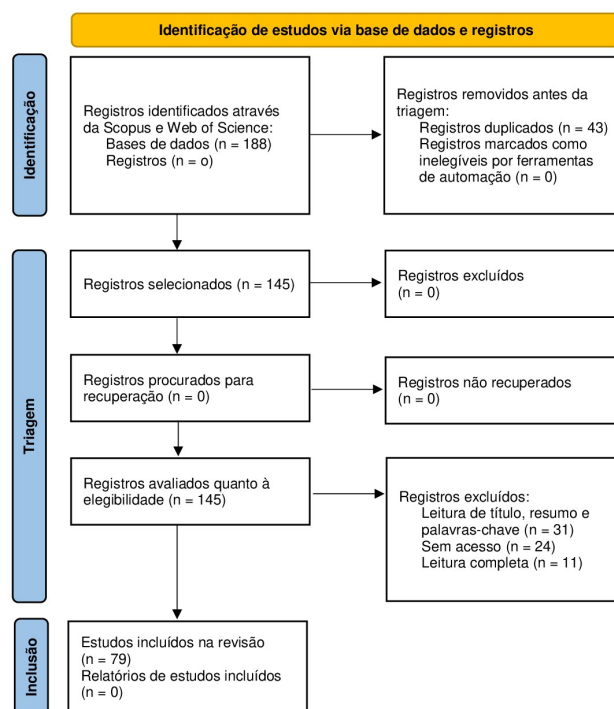 Identificação de estudos via base de dados e registros
Identificação
Registros identificados através
da Scopus e Web of Science:
Bases de dados (n = 188)
Registros (n = o)
Registros removidos antes da
triagem:
Registros duplicados (n = 43)
Registros marcados como
inelegíveis por ferramentas
de automação (n = 0)
Triagem
Registros selecionados (n = 145)
Registros excluídos
(n = 0)
Registros procurados para
recuperação (n = 0)
Registros não recuperados
(n = 0)
Registros avaliados quanto à
elegibilidade (n = 145)
Registros excluídos:
Leitura de título, resumo e
palavras-chave (n = 31)
Sem acesso (n = 24)
Leitura completa (n = 11)
Inclusão
Estudos incluídos na revisão
(n = 79)
Relatórios de estudos incluídos
(n = 0)